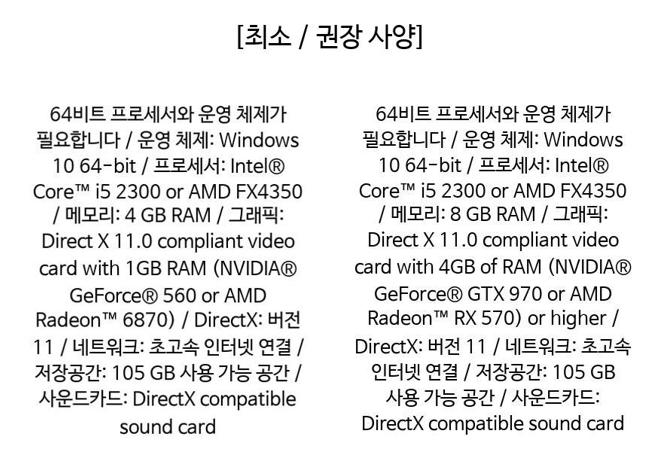 [최소 / 권장 사양]
64비트 프로세서와 운영 체제가
필요합니다 / 운영 체제: Windows
10 64-bit / 프로세서: Intel®
Core™ i5 2300 or AMD FX4350
/ 메모리: 4 GB RAM / 그래픽:
Direct X 11.0 compliant video
card with 1GB RAM (NVIDIA®
GeForce® 560 or AMD
Radeon™ 6870) / DirectX: 버전
11 / 네트워크: 초고속 인터넷 연결 /
저장공간: 105 GB 사용 가능 공간 /
사운드카드: DirectX compatible
sound card
64비트 프로세서와 운영 체제가
필요합니다 / 운영 체제: Windows
10 64-bit / 프로세서: Intel®
Core™ i5 2300 or AMD FX4350
/ 메모리: 8 GB RAM / 그래픽:
Direct X 11.0 compliant video
card with 4GB of RAM (NVIDIA®
GeForce® GTX 970 or AMD
Radeon™ RX 570) or higher /
DirectX: 버전 11 / 네트워크: 초고속
인터넷 연결 / 저장공간: 105 GB
사용 가능 공간 / 사운드카드:
DirectX compatible sound card